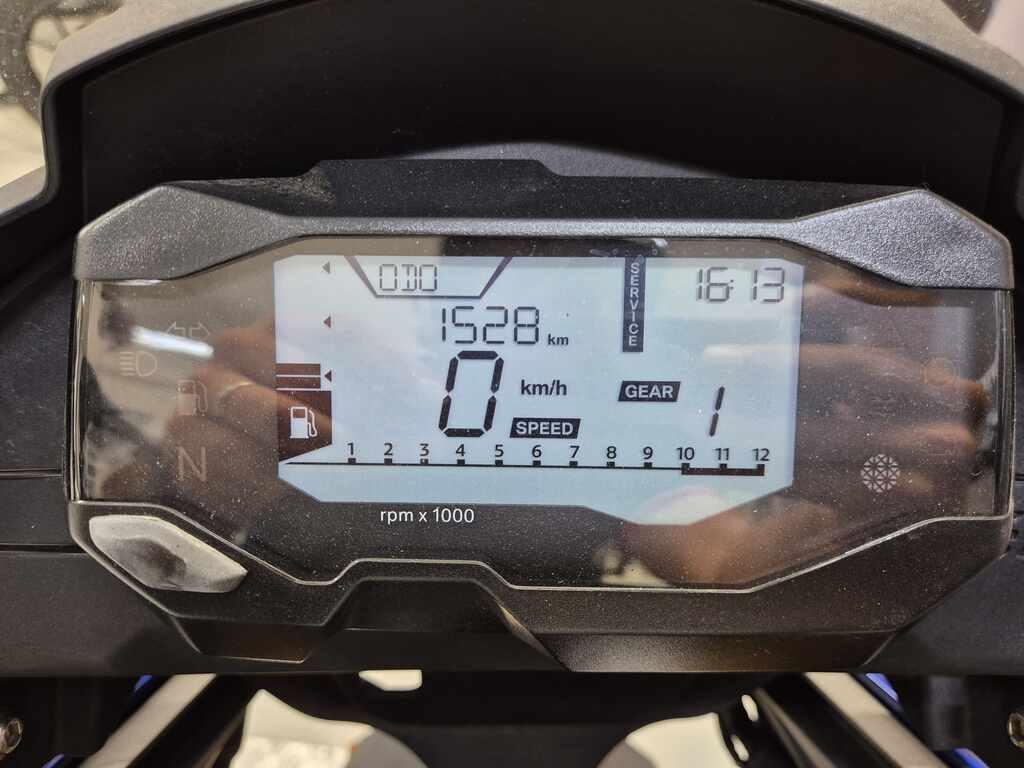 ODO
16:13
SERVICE
1528 km
0 km/h
SPEED
GEAR 1
N
1 2 3 4 5 6 7 8 9 10 11 12
rpm x 1000